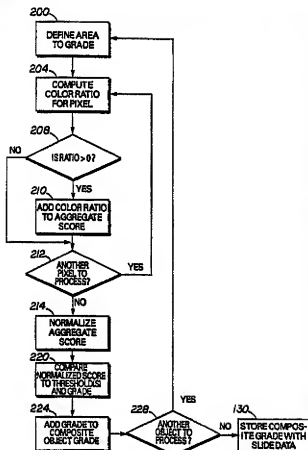 200
DEFINE AREA
TO GRADE
204
COMPUTE
COLOR RATIO
FOR PIXEL
208
NO
IS RATIO > 0?
210
YES
ADD COLOR RATIO
TO AGGREGATE
SCORE
212
ANOTHER
PIXEL TO
PROCESS?
YES
214
NO
NORMALIZE
AGGREGATE
SCORE
220
COMPARE
NORMALIZED SCORE
TO THRESHOLD(S)
AND GRADE
224
228
YES
130
ADD GRADE TO
COMPOSITE
OBJECT GRADE
ANOTHER
OBJECT TO
PROCESS?
NO
STORE COMPOS-
ITE GRADE WITH
SLIDE DATA